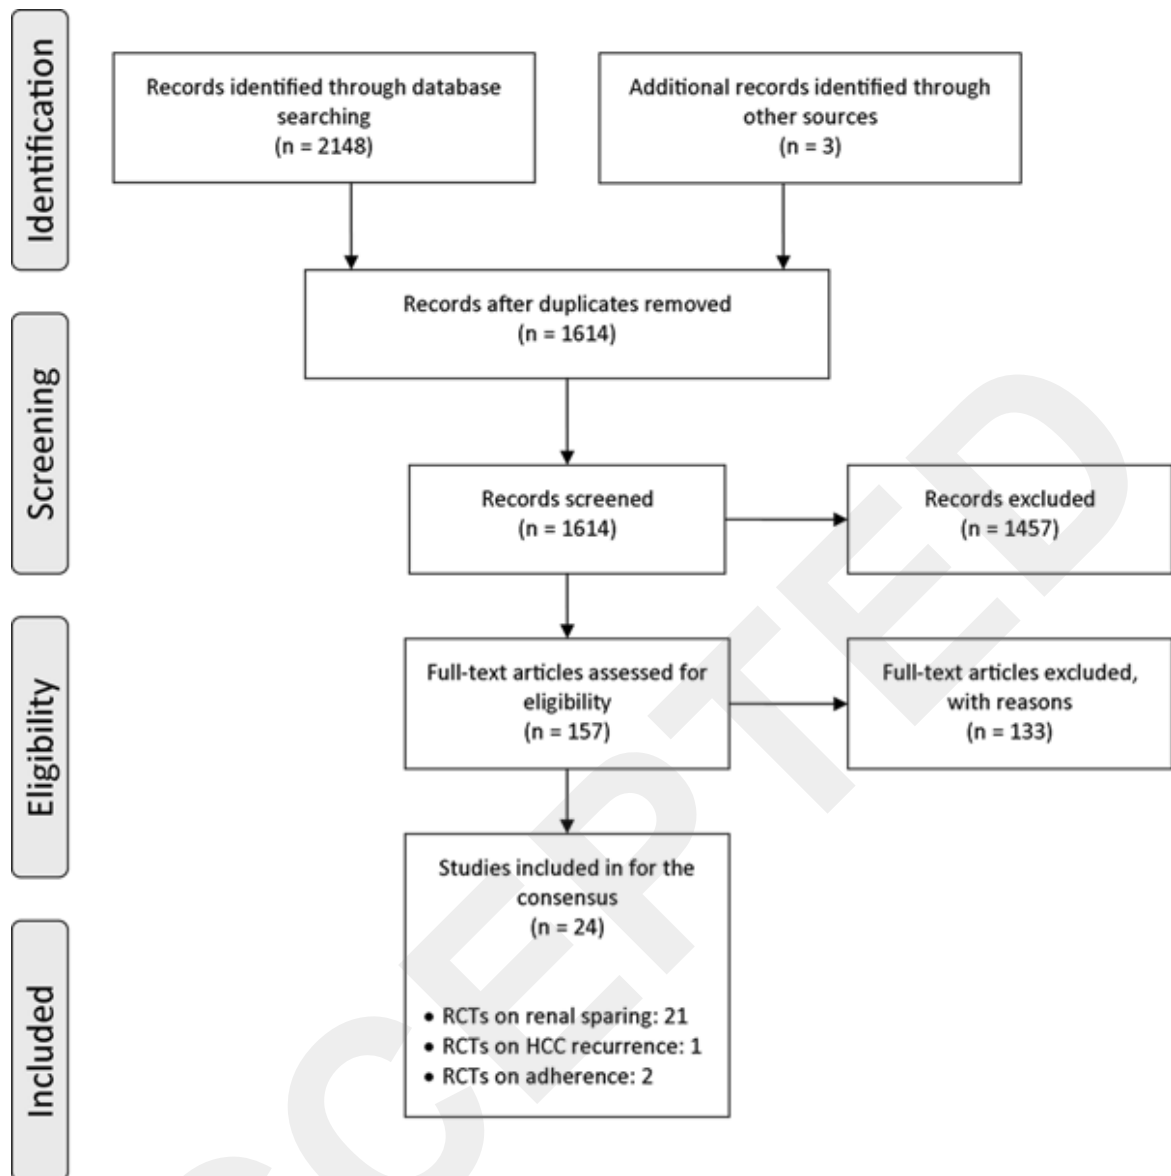 Identification
Records identified through database
searching
(n = 2148)
Additional records identified through
other sources
(n = 3)
Records after duplicates removed
(n = 1614)
Screening
Records screened
(n = 1614)
Records excluded
(n = 1457)
Eligibility
Full-text articles assessed for
eligibility
(n = 157)
Full-text articles excluded,
with reasons
(n = 133)
Included
Studies included in for the
consensus
(n = 24)
• RCTs on renal sparing: 21
• RCTs on HCC recurrence: 1
• RCTs on adherence: 2
CEPTED